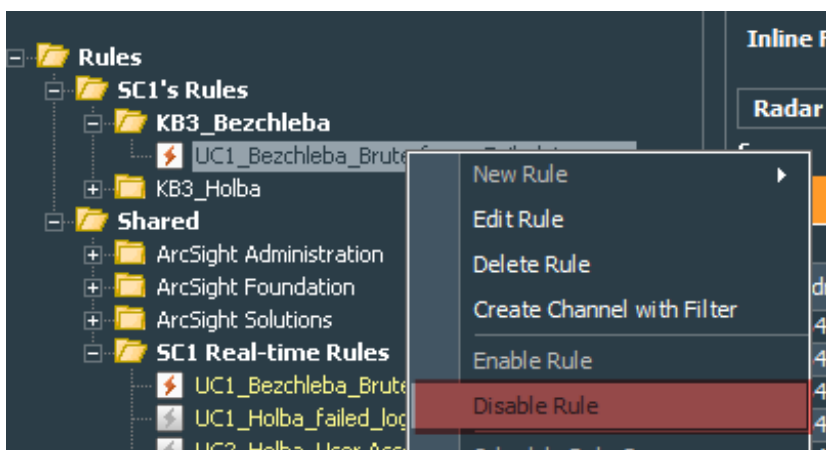 Rules
SC1's Rules
KB3_Bezchleba
UC1_Bezchleba_Brute
KB3_Holba
Shared
ArcSight Administration
ArcSight Foundation
ArcSight Solutions
SC1 Real-time Rules
UC1_Bezchleba_Brute
UC1_Holba_failed_log
New Rule
Edit Rule
Delete Rule
Create Channel with Filter
Enable Rule
Disable Rule
Inline F
Radar